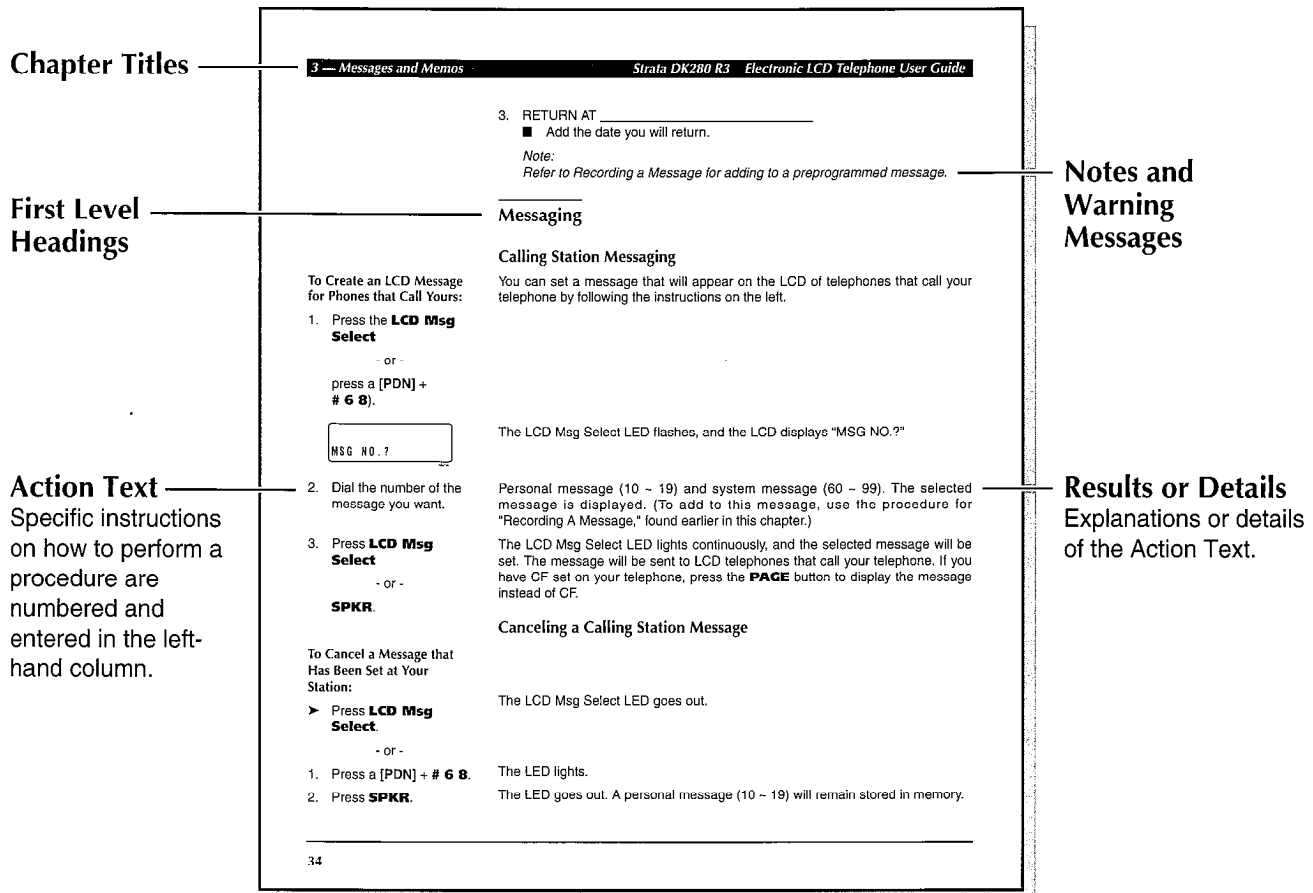 Chapter Titles
3 — Messages and Memos
Strata DK280 R3 Electronic LCD Telephone User Guide
3. RETURN AT
■ Add the date you will return.
Note:
Refer to Recording a Message for adding to a preprogrammed message.
Notes and
Warning
Messages
First Level
Headings
Messaging
Calling Station Messaging
To Create an LCD Message
for Phones that Call Yours:
You can set a message that will appear on the LCD of telephones that call your
telephone by following the instructions on the left.
1. Press the LCD Msg
Select
- or -
press a [PDN] +
# 6 8).
MSG NO.?
The LCD Msg Select LED flashes, and the LCD displays “MSG NO.?”
Action Text
Specific instructions
on how to perform a
procedure are
numbered and
entered in the left-
hand column.
2. Dial the number of the
message you want.
Personal message (10 ~ 19) and system message (60 ~ 99). The selected
message is displayed. (To add to this message, use the procedure for
"Recording A Message," found earlier in this chapter.)
Results or Details
Explanations or details
of the Action Text.
3. Press LCD Msg
Select
- or -
SPKR.
The LCD Msg Select LED lights continuously, and the selected message will be
set. The message will be sent to LCD telephones that call your telephone. If you
have CF set on your telephone, press the PAGE button to display the message
instead of CF.
Canceling a Calling Station Message
To Cancel a Message that
Has Been Set at Your
Station:
➤ Press LCD Msg
Select.
The LCD Msg Select LED goes out.
- or -
1. Press a [PDN] + # 6 8.
The LED lights.
2. Press SPKR.
The LED goes out. A personal message (10 ~ 19) will remain stored in memory.
34